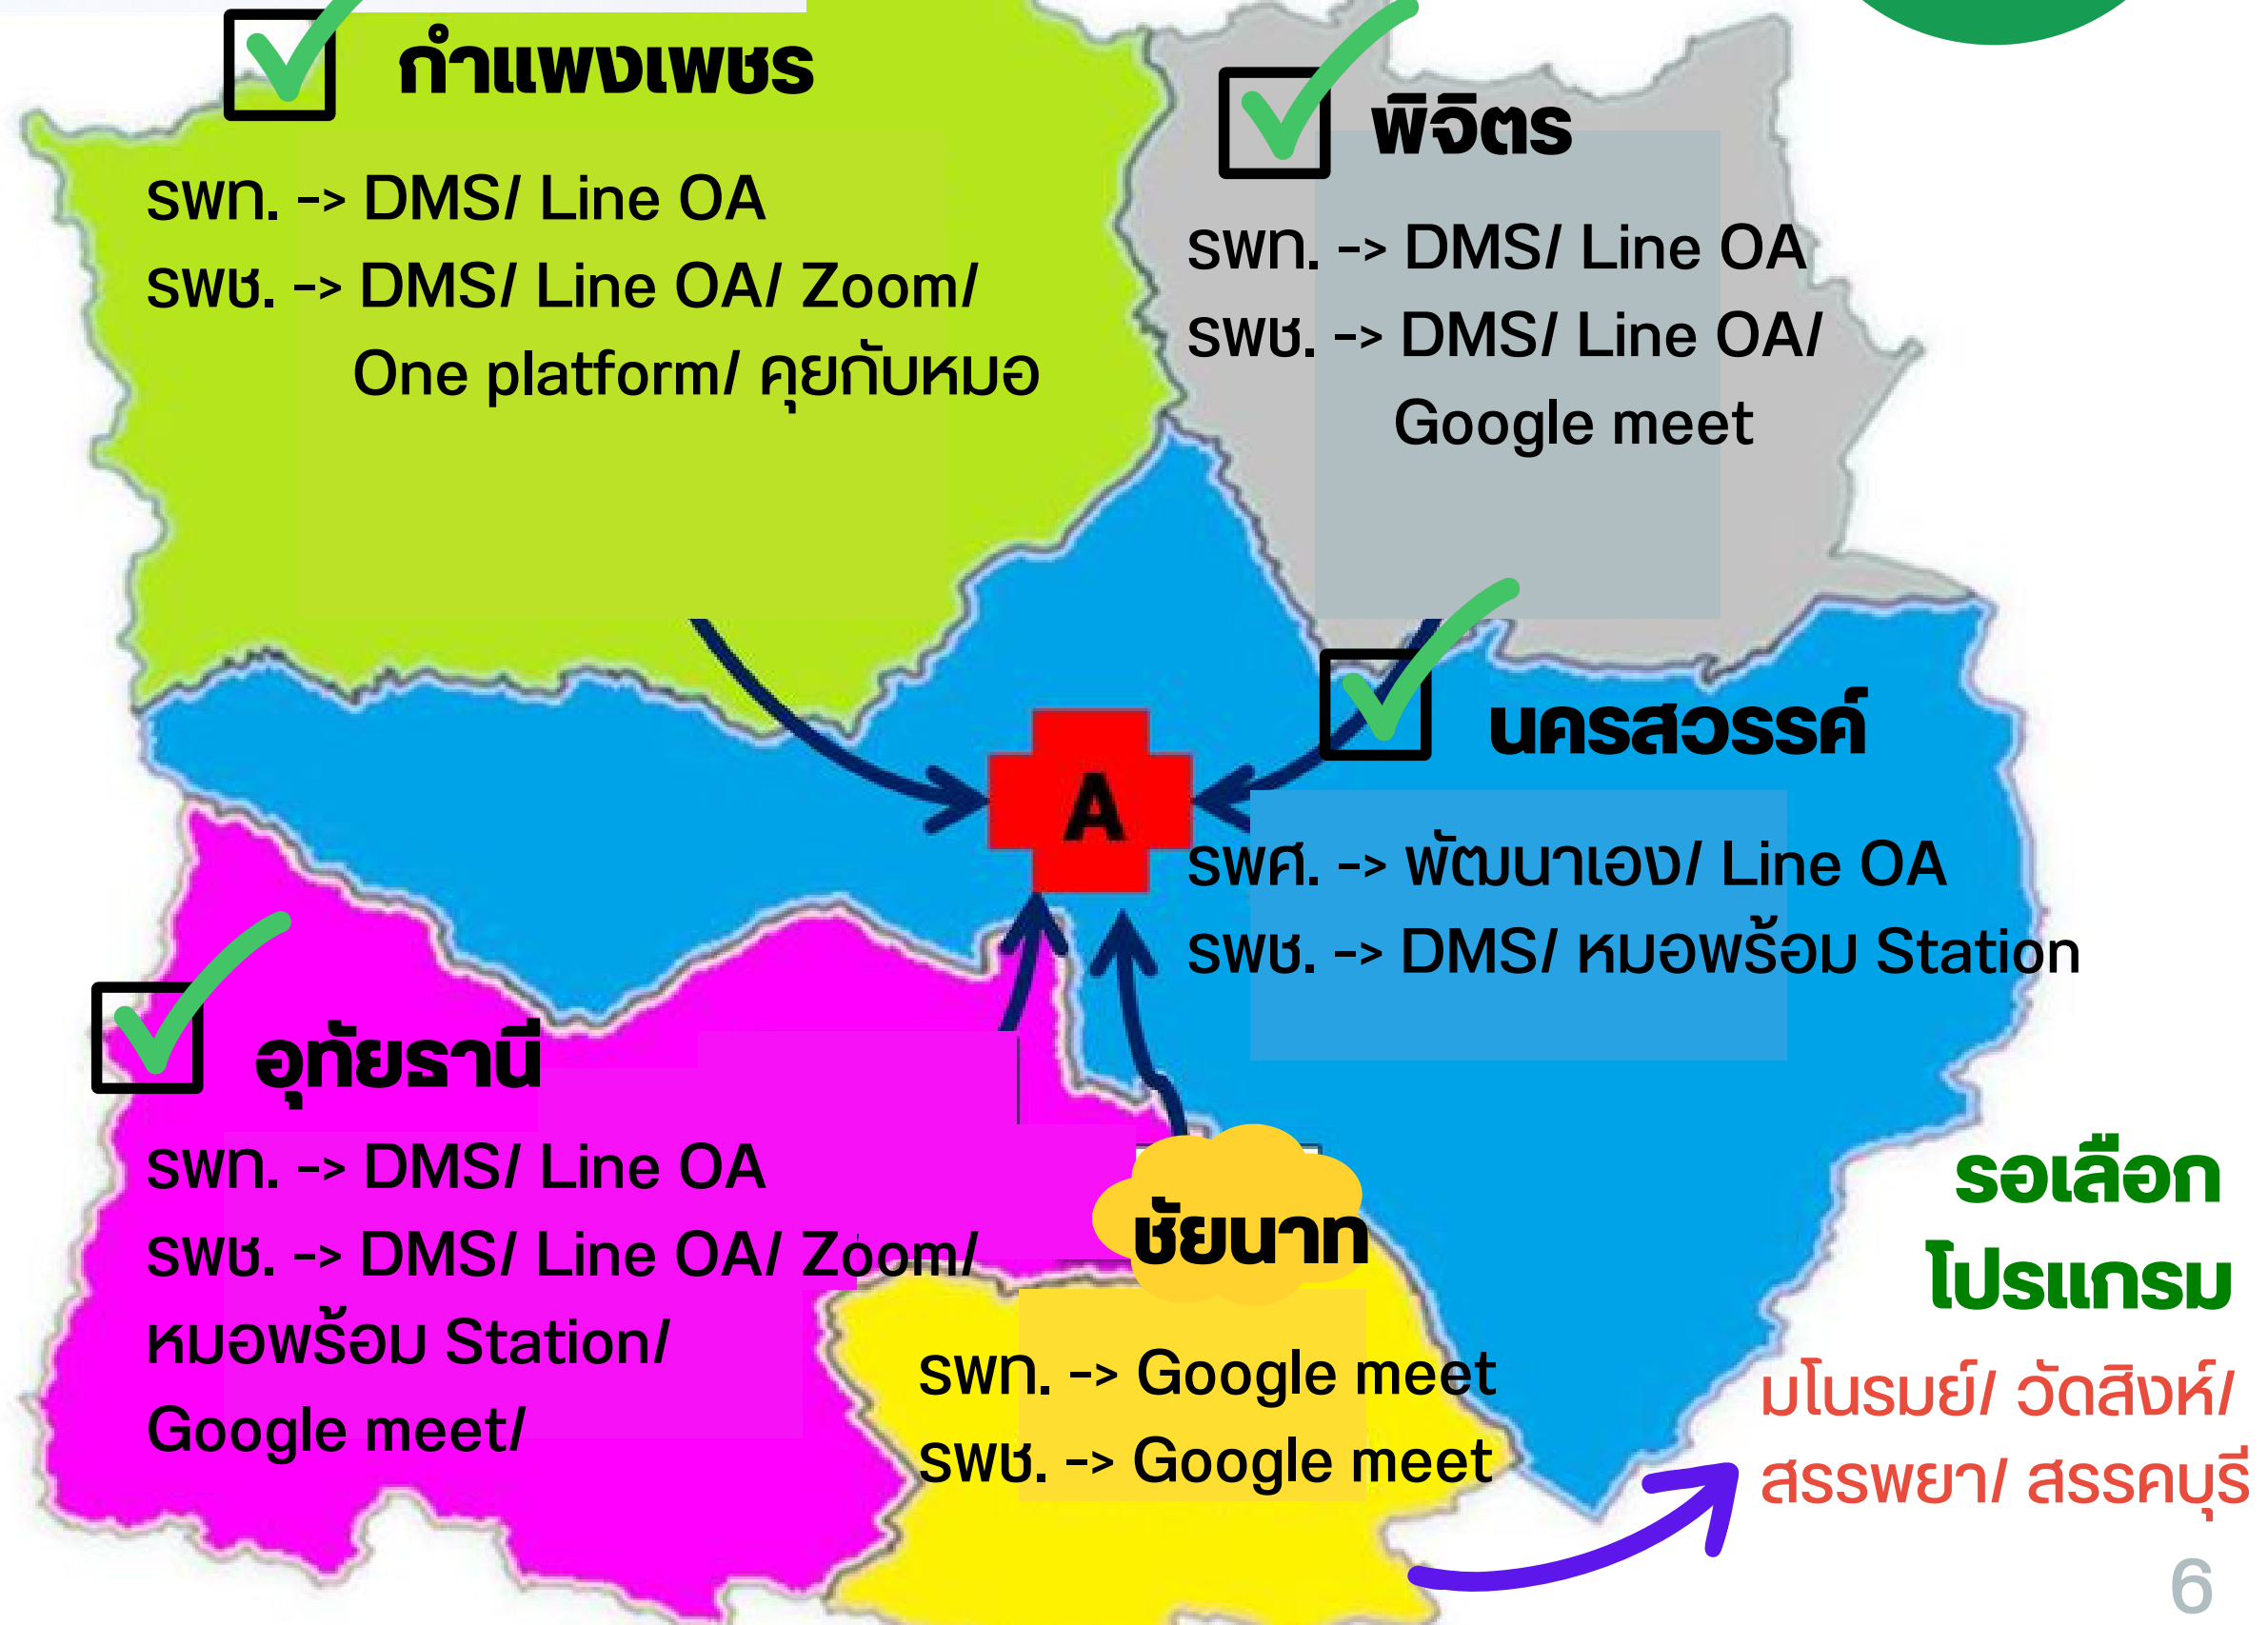 กำแพงเพชร
รพท. -> DMS/ Line OA
รพช. -> DMS/ Line OA/ Zoom/
One platform/ คุยกับหมอ
พิจิตร
รพท. -> DMS/ Line OA
รพช. -> DMS/ Line OA/
Google meet
นครสวรรค์
A
รพศ. -> พัฒนาเอง/ Line OA
รพช. -> DMS/ หมอพร้อม Station
อุทัยธานี
รพท. -> DMS/ Line OA
รพช. -> DMS/ Line OA/ Zoom/
หมอพร้อม Station/
Google meet/
ชัยนาท
รพท. -> Google meet
รพช. -> Google meet
รอเลือก
โปรแกรม
มโนรมย์/ วัดสิงห์/
สรรพยา/ สรรคบุรี
6